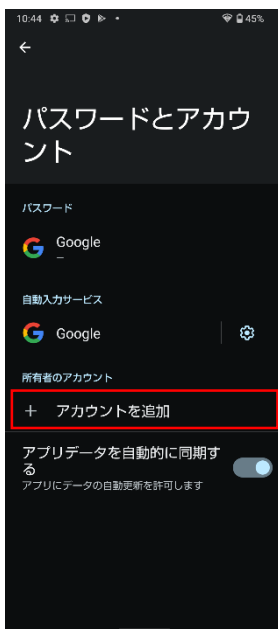 10:44
45%
パスワードとアカウ
ント
パスワード
Google
–
自動入力サービス
Google
所有者のアカウント
+ アカウントを追加
アプリデータを自動的に同期す
る
アプリにデータの自動更新を許可します